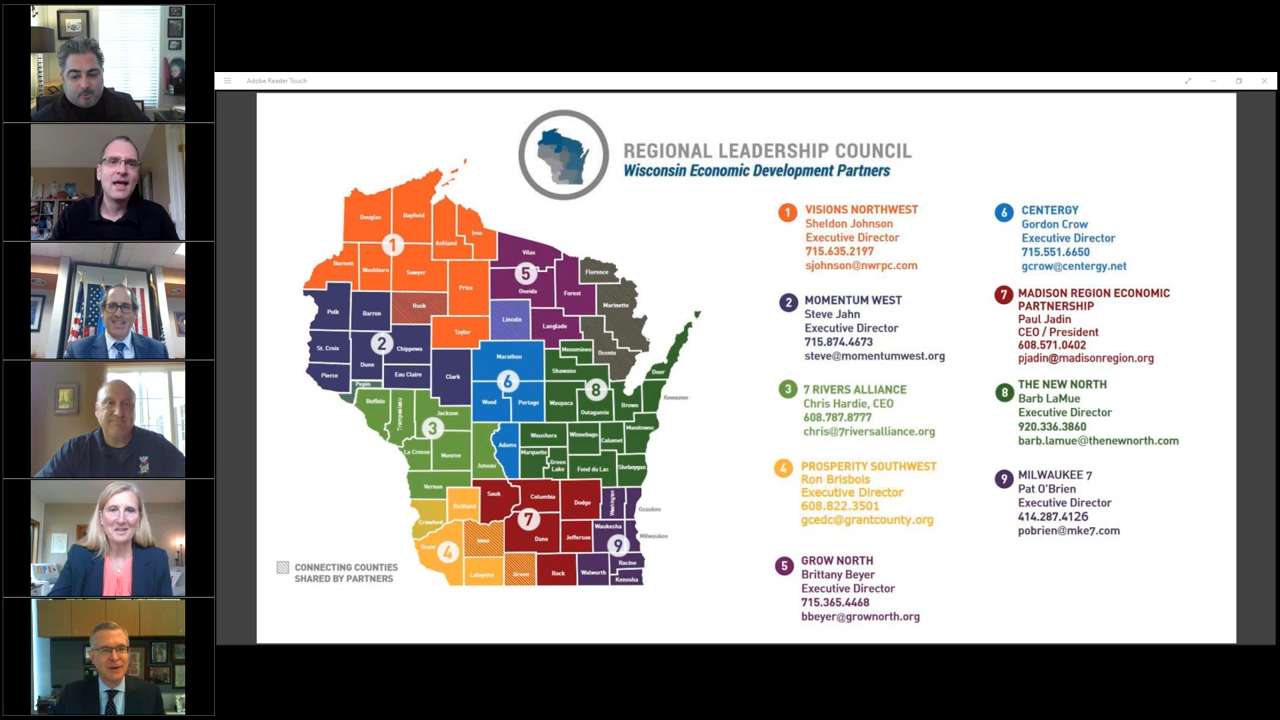 Adobe Reader Touch
REGIONAL LEADERSHIP COUNCIL
Wisconsin Economic Development Partners
1
VISIONS NORTHWEST
Sheldon Johnson
Executive Director
715.635.2197
sjohnson@nwrpc.com
2
MOMENTUM WEST
Steve Jahn
Executive Director
715.874.4673
steve@momentumwest.org
3
7 RIVERS ALLIANCE
Chris Hardie, CEO
608.787.8777
chris@7riversalliance.org
4
PROSPERITY SOUTHWEST
Ron Brisbois
Executive Director
608.822.3501
gcedc@grantcounty.org
5
GROW NORTH
Brittany Beyer
Executive Director
715.365.4468
bbeyer@grownorth.org
6
CENTERGY
Gordon Crow
Executive Director
715.551.6650
gcrow@centergy.net
7
MADISON REGION ECONOMIC
PARTNERSHIP
Paul Jadin
CEO / President
608.571.0402
pjadin@madisonregion.org
8
THE NEW NORTH
Barb LaMue
Executive Director
920.336.3860
barb.lamue@thenewnorth.com
9
MILWAUKEE 7
Pat O'Brien
Executive Director
414.287.4126
pobrien@mke7.com
Douglas
Bayfield
Ashland
Iron
1
Burnett
Washburn
Sawyer
Price
Rusk
Taylor
Vilas
5
Oneida
Forest
Florence
Marinette
Lincoln
Langlade
Oconto
Polk
Barron
2
Chippewa
St. Croix
Dunn
Pierce
Eau Claire
Clark
Pepin
Marathon
6
Wood
Portage
Adams
Menominee
Shawano
8
Waupaca
Outagamie
Brown
Door
Kewaunee
Manitowoc
Waushara
Winnebago
Calumet
Marquette
Green
Lake
Fond du Lac
Sheboygan
Buffalo
Trempealeau
Jackson
3
La Crosse
Monroe
Juneau
Vernon
Crawford
Richland
Grant
4
Iowa
Lafayette
Green
Sauk
Columbia
Dodge
7
Dane
Jefferson
Rock
Washington
Ozaukee
Waukesha
9
Milwaukee
Racine
Walworth
Kenosha
CONNECTING COUNTIES
SHARED BY PARTNERS